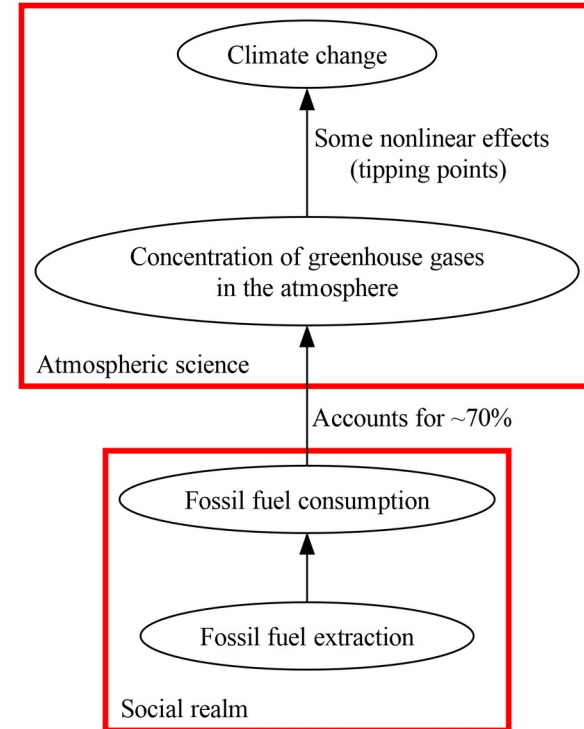 Climate change
Some nonlinear effects
(tipping points)
Concentration of greenhouse gases
in the atmosphere
Atmospheric science
Accounts for ~70%
Fossil fuel consumption
Fossil fuel extraction
Social realm